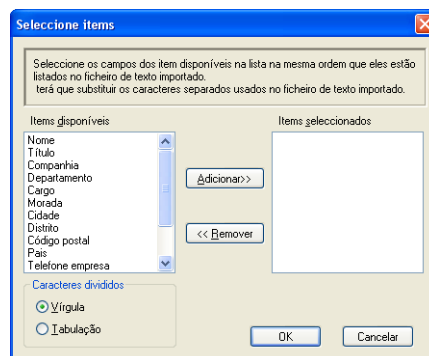 Seleccione items
Seleccione os campos dos item disponíveis na lista na mesma ordem que eles estão
listados no ficheiro de texto importado.
terá que substituir os caracteres separados usados no ficheiro de texto importado.
Items disponíveis
Items seleccionados
Nome
Título
Companhia
Departamento
Cargo
Morada
Cidade
Distrito
Código postal
Pais
Telefone empresa
Adicionar>>
<< Remover
Caracteres divididos
Vírgula
Tabulação
OK
Cancelar